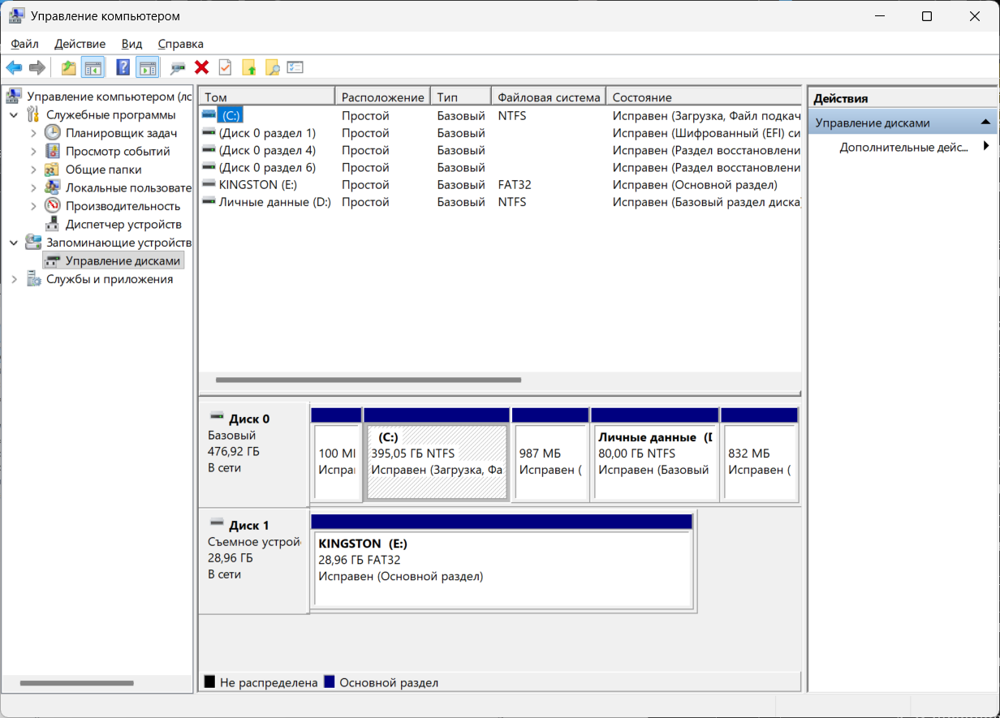 Управление компьютером
Файл Действие Вид Справка
Управление компьютером (лс
Служебные программы
Планировщик задач
Просмотр событий
Общие папки
Локальные пользовате
Производительность
Диспетчер устройств
Запоминающие устройств
Управление дисками
Службы и приложения
Том Расположение Тип Файловая система Состояние
(C:) Простой Базовый NTFS Исправен (Загрузка, Файл подкач
(Диск 0 раздел 1) Простой Базовый Исправен (Шифрованный (EFI) си
(Диск 0 раздел 4) Простой Базовый Исправен (Раздел восстановлени
(Диск 0 раздел 6) Простой Базовый Исправен (Раздел восстановлени
KINGSTON (E:) Простой Базовый FAT32 Исправен (Основной раздел)
Личные данные (D:) Простой Базовый NTFS Исправен (Базовый раздел диска
Диск 0
Базовый
476,92 ГБ
В сети
100 МІ
Испра
(C:)
395,05 ГБ NTFS
Исправен (Загрузка, Фа
987 МБ
Исправен (
Личные данные (D
80,00 ГБ NTFS
Исправен (Базовый
832 МБ
Исправен (
Диск 1
Съемное устрой
28,96 ГБ
В сети
KINGSTON (E:)
28,96 ГБ FAT32
Исправен (Основной раздел)
Не распределена Основной раздел
Действия
Управление дисками
Дополнительные дейс...